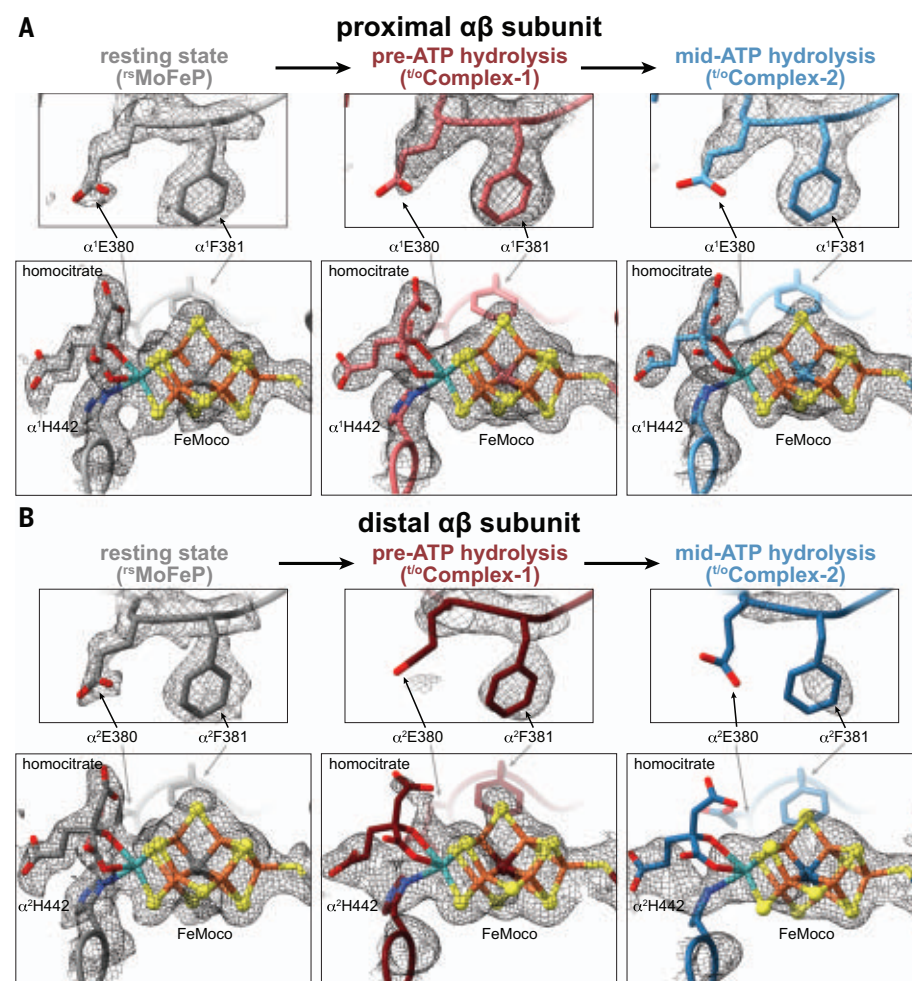 A
proximal αβ subunit
resting state
(ʳˢMoFeP)
pre-ATP hydrolysis
(ᵗ/ᵒComplex-1)
mid-ATP hydrolysis
(ᵗ/ᵒComplex-2)
α¹E380 α¹F381 α¹E380 α¹F381 α¹E380 α¹F381
homocitrate homocitrate homocitrate
α¹H442 α¹H442 α¹H442
FeMoco FeMoco FeMoco
B
distal αβ subunit
resting state
(ʳˢMoFeP)
pre-ATP hydrolysis
(ᵗ/ᵒComplex-1)
mid-ATP hydrolysis
(ᵗ/ᵒComplex-2)
α²E380 α²F381 α²E380 α²F381 α²E380 α²F381
homocitrate homocitrate homocitrate
α²H442 α²H442 α²H442
FeMoco FeMoco FeMoco